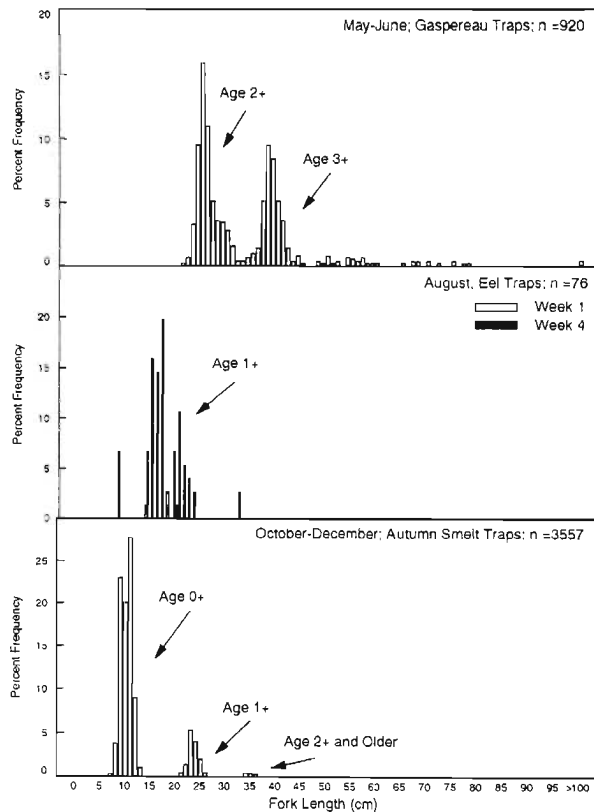 May-June; Gaspereau Traps; n =920
20
15
10
5
0
Percent Frequency
Age 2+
Age 3+
August, Eel Traps; n =76
Week 1
Week 4
20
15
10
5
0
Percent Frequency
Age 1+
October-December; Autumn Smelt Traps; n =3557
25
20
15
10
5
0
Percent Frequency
Age 0+
Age 1+
Age 2+ and Older
0 5 10 15 20 25 30 35 40 45 50 55 60 65 70 75 80 85 90 95 >100
Fork Length (cm)